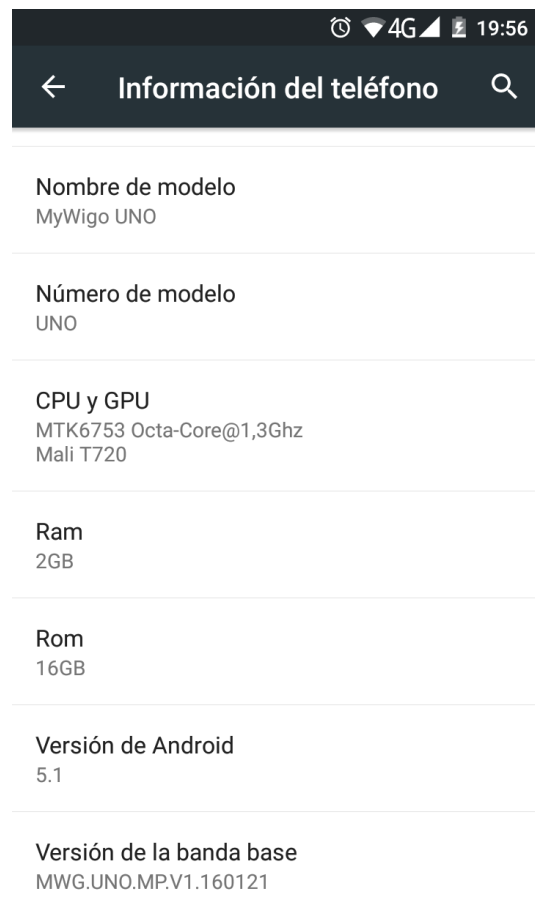 4G 19:56
Información del teléfono
Nombre de modelo
MyWigo UNO
Número de modelo
UNO
CPU y GPU
MTK6753 Octa-Core@1,3Ghz
Mali T720
Ram
2GB
Rom
16GB
Versión de Android
5.1
Versión de la banda base
MWG.UNO.MP.V1.160121